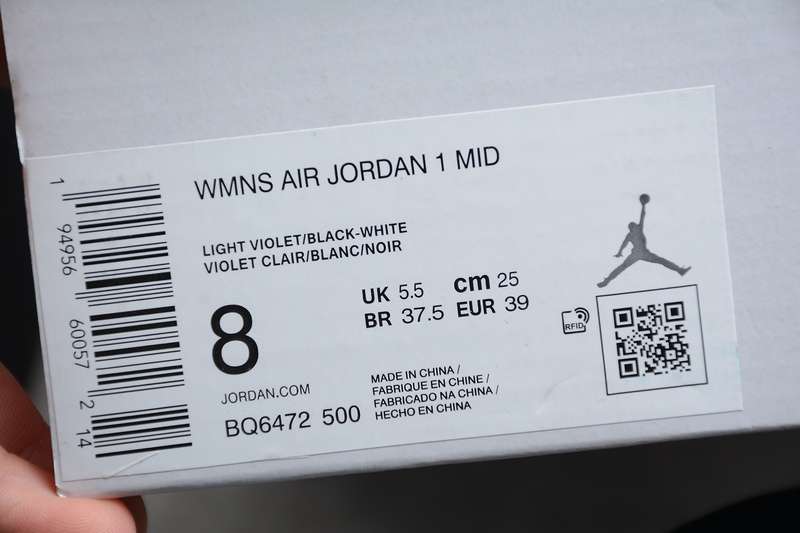 WMNS AIR JORDAN 1 MID
LIGHT VIOLET/BLACK-WHITE
VIOLET CLAIR/BLANC/NOIR
8
UK 5.5 cm 25
BR 37.5 EUR 39
JORDAN.COM
BQ6472 500
MADE IN CHINA /
FABRIQUE EN CHINE /
FABRICADO NA CHINA /
HECHO EN CHINA
RFID
1 94956 60057 2 14